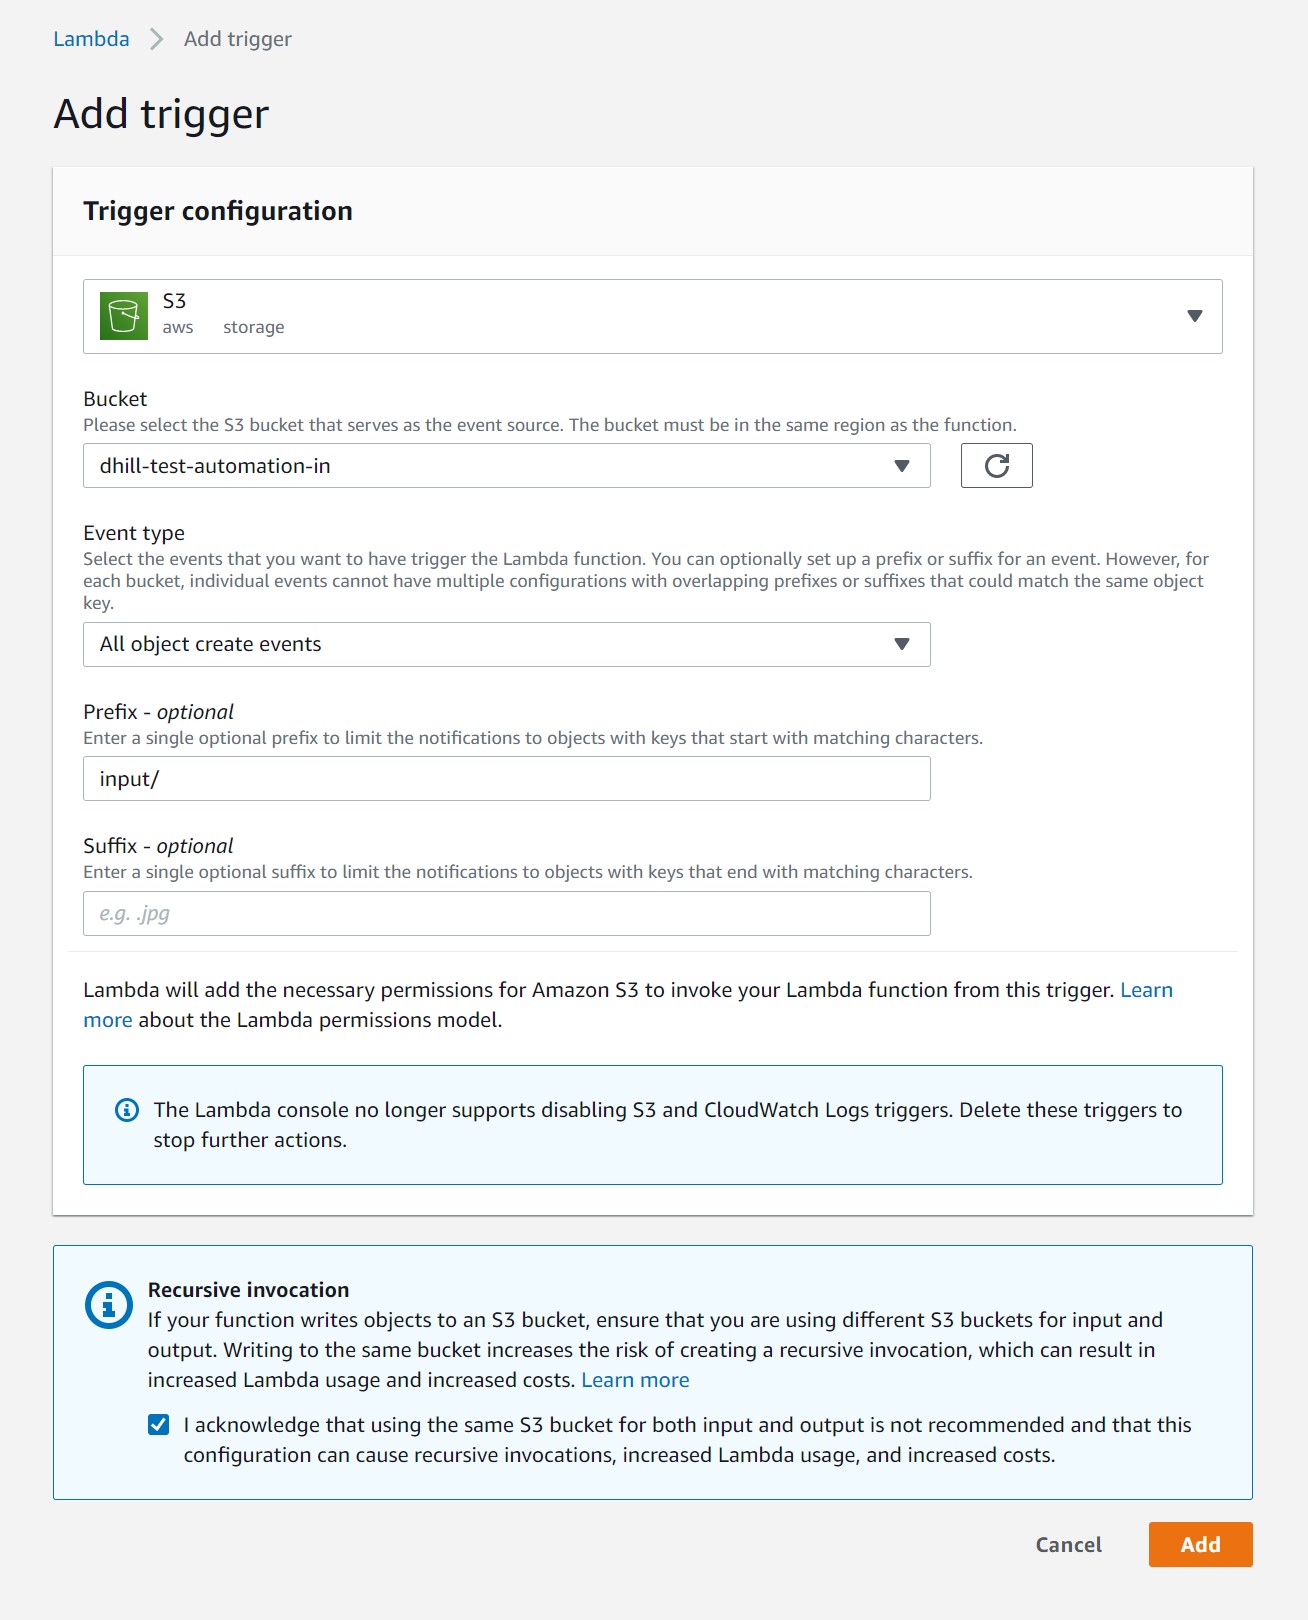 Lambda > Add trigger
Add trigger
Trigger configuration
S3
aws storage
Bucket
Please select the S3 bucket that serves as the event source. The bucket must be in the same region as the function.
dhill-test-automation-in
Event type
Select the events that you want to have trigger the Lambda function. You can optionally set up a prefix or suffix for an event. However, for
each bucket, individual events cannot have multiple configurations with overlapping prefixes or suffixes that could match the same object
key.
All object create events
Prefix - optional
Enter a single optional prefix to limit the notifications to objects with keys that start with matching characters.
input/
Suffix - optional
Enter a single optional suffix to limit the notifications to objects with keys that end with matching characters.
e.g. .jpg
Lambda will add the necessary permissions for Amazon S3 to invoke your Lambda function from this trigger. Learn
more about the Lambda permissions model.
The Lambda console no longer supports disabling S3 and CloudWatch Logs triggers. Delete these triggers to
stop further actions.
Recursive invocation
If your function writes objects to an S3 bucket, ensure that you are using different S3 buckets for input and
output. Writing to the same bucket increases the risk of creating a recursive invocation, which can result in
increased Lambda usage and increased costs. Learn more
I acknowledge that using the same S3 bucket for both input and output is not recommended and that this
configuration can cause recursive invocations, increased Lambda usage, and increased costs.
Cancel Add